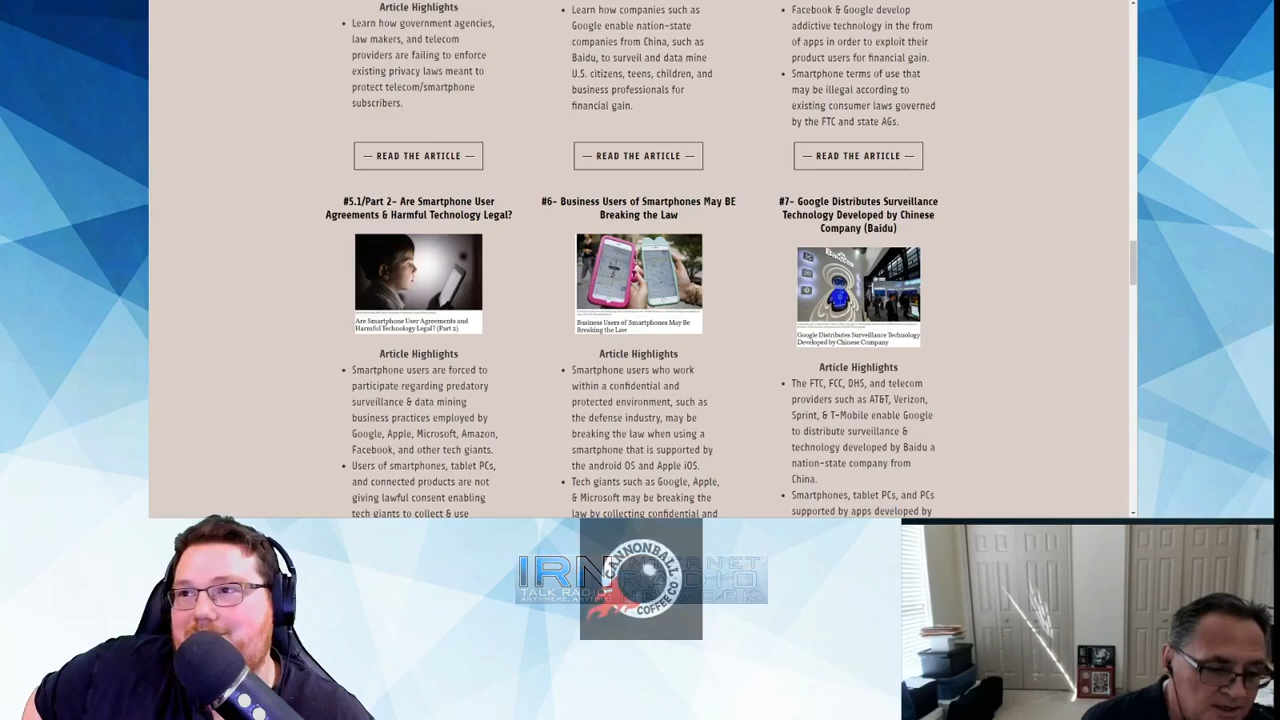 Article Highlights
• Learn how government agencies,
law makers, and telecom
providers are failing to enforce
existing privacy laws meant to
protect telecom/smartphone
subscribers.
— READ THE ARTICLE —
• Learn how companies such as
Google enable nation-state
companies from China, such as
Baidu, to surveil and data mine
U.S. citizens, teens, children, and
business professionals for
financial gain.
— READ THE ARTICLE —
Facebook & Google develop
addictive technology in the from
of apps in order to exploit their
product users for financial gain.
• Smartphone terms of use that
may be illegal according to
existing consumer laws governed
by the FTC and state AGs.
— READ THE ARTICLE —
#5.1/Part 2- Are Smartphone User
Agreements & Harmful Technology Legal?
Are Smartphone User Agreements and
Harmful Technology Legal? (Part 2)
Article Highlights
• Smartphone users are forced to
participate regarding predatory
surveillance & data mining
business practices employed by
Google, Apple, Microsoft, Amazon,
Facebook, and other tech giants.
• Users of smartphones, tablet PCs,
and connected products are not
giving lawful consent enabling
tech giants to collect & use
#6- Business Users of Smartphones May BE
Breaking the Law
Business Users of Smartphones May Be
Breaking the Law
Article Highlights
• Smartphone users who work
within a confidential and
protected environment, such as
the defense industry, may be
breaking the law when using a
smartphone that is supported by
the android OS and Apple iOS.
• Tech giants such as Google, Apple,
& Microsoft may be breaking the
law by collecting confidential and
#7- Google Distributes Surveillance
Technology Developed by Chinese
Company (Baidu)
Google Distributes Surveillance Technology
Developed by Chinese Company
Article Highlights
• The FTC, FCC, DHS, and telecom
providers such as AT&T, Verizon,
Sprint, & T-Mobile enable Google
to distribute surveillance &
technology developed by Baidu a
nation-state company from
China.
• Smartphones, tablet PCs, and PCs
supported by apps developed by
IRN
TALK RADIO
ANYWHERE, ANYTIME
INTERNET
RADIO
NETWORK
CANNONBALL
COFFEE CO